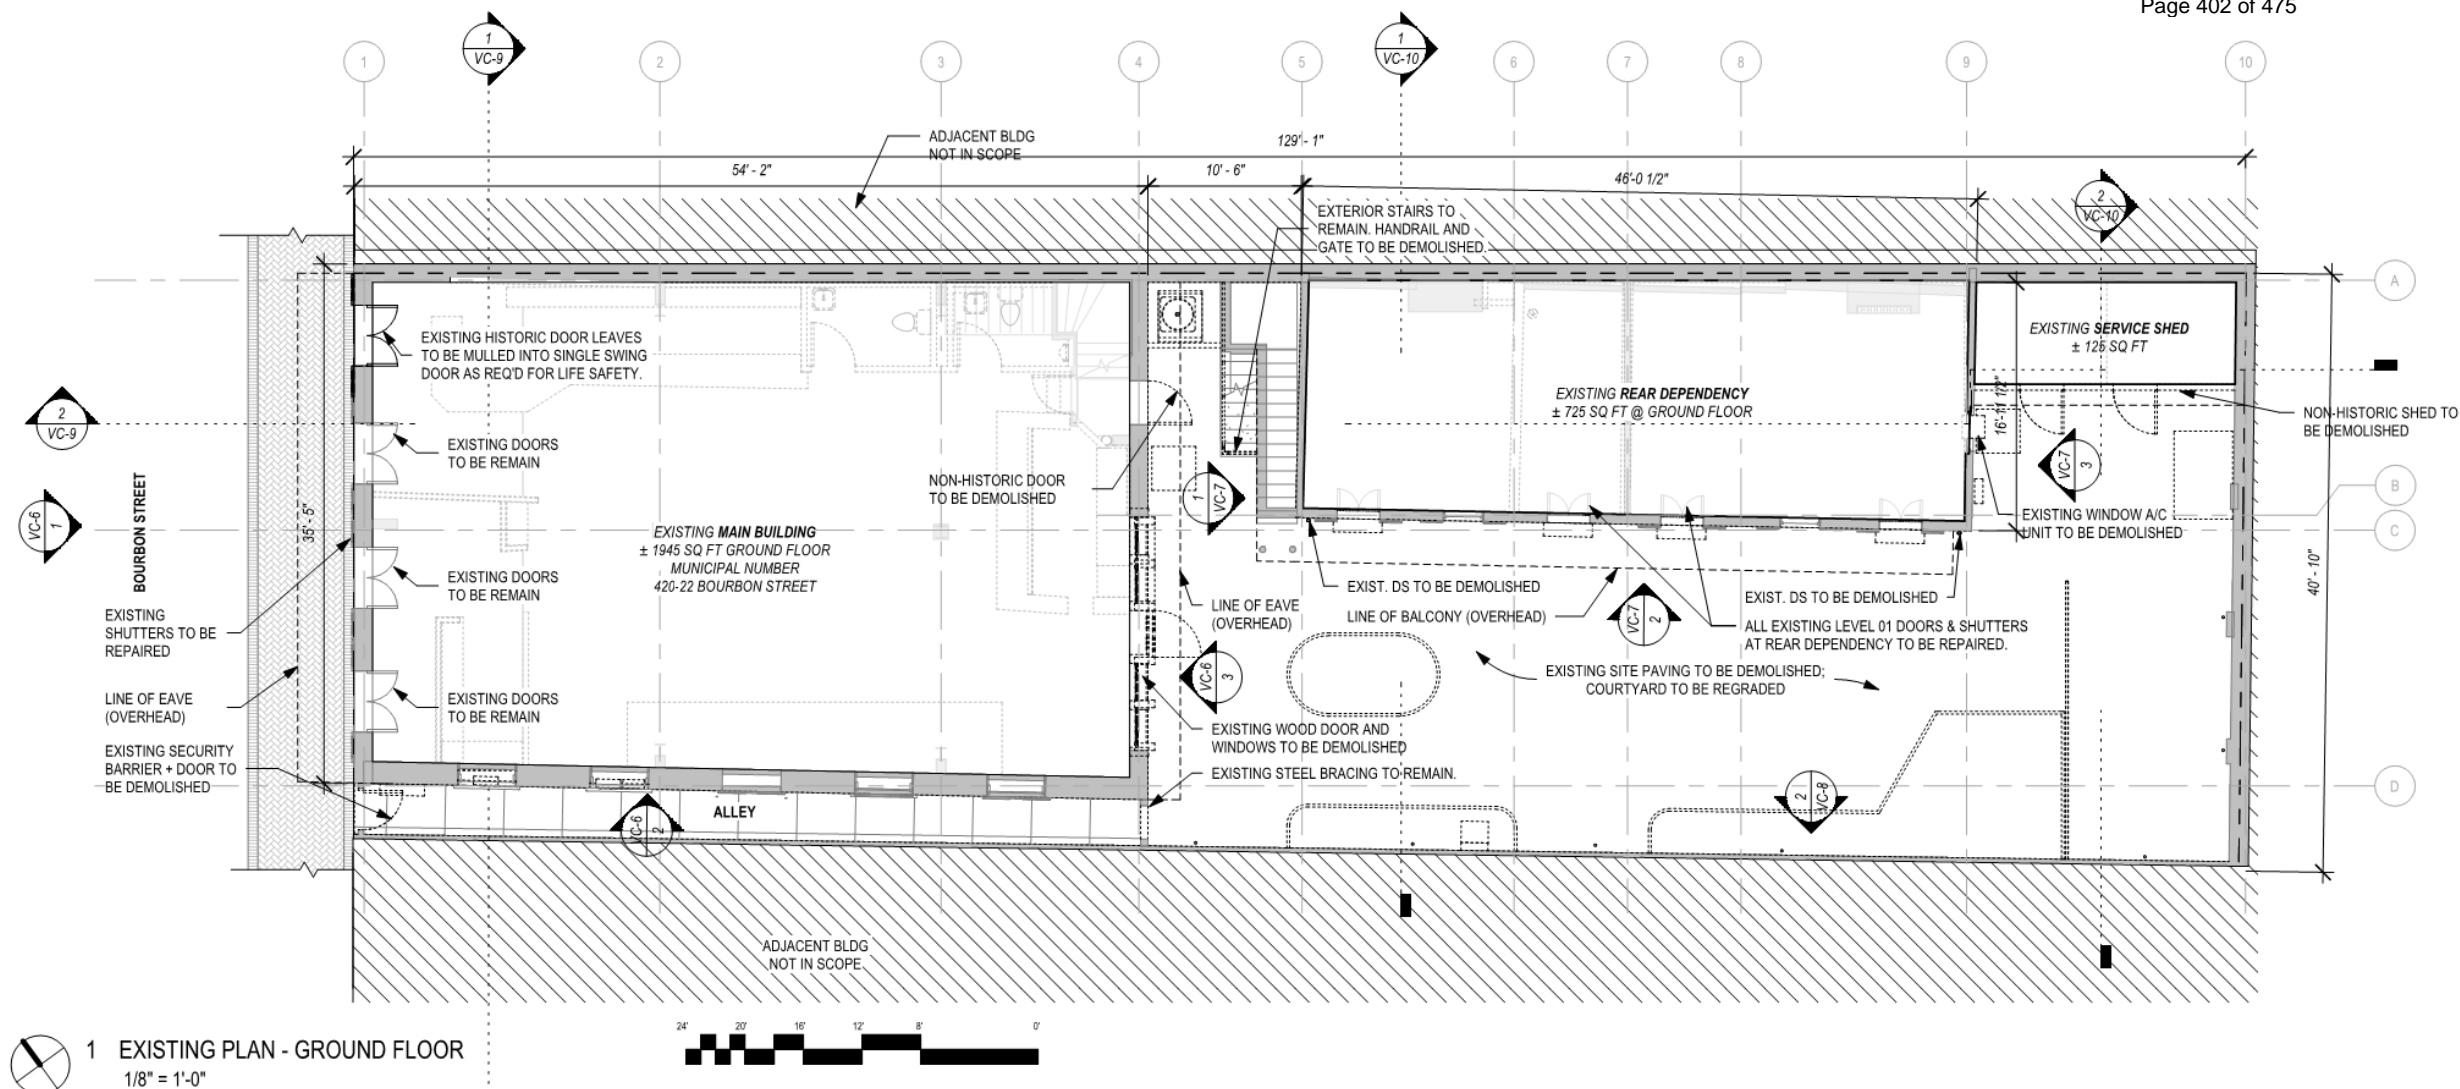 Page 402 of 475
1
VC-9
1
VC-10
1
2
3
4
5
6
7
8
9
10
129' - 1"
54' - 2"
10' - 6"
46'-0 1/2"
ADJACENT BLDG
NOT IN SCOPE
2
VC-10
EXTERIOR STAIRS TO
REMAIN. HANDRAIL AND
GATE TO BE DEMOLISHED.
A
B
C
D
EXISTING HISTORIC DOOR LEAVES
TO BE MULLED INTO SINGLE SWING
DOOR AS REQ'D FOR LIFE SAFETY.
EXISTING SERVICE SHED
± 125 SQ FT
EXISTING REAR DEPENDENCY
± 725 SQ FT @ GROUND FLOOR
16'-11 1/2"
NON-HISTORIC SHED TO
BE DEMOLISHED
2
VC-9
EXISTING DOORS
TO BE REMAIN
NON-HISTORIC DOOR
TO BE DEMOLISHED
1
VC-7
VC-7
3
VC-6
1
BOURBON STREET
35' - 5"
EXISTING MAIN BUILDING
± 1945 SQ FT GROUND FLOOR
MUNICIPAL NUMBER
420-22 BOURBON STREET
EXISTING WINDOW A/C
UNIT TO BE DEMOLISHED
40' - 10"
EXISTING DOORS
TO BE REMAIN
EXIST. DS TO BE DEMOLISHED
EXIST. DS TO BE DEMOLISHED
LINE OF EAVE
(OVERHEAD)
LINE OF BALCONY (OVERHEAD)
VC-7
2
ALL EXISTING LEVEL 01 DOORS & SHUTTERS
AT REAR DEPENDENCY TO BE REPAIRED.
EXISTING
SHUTTERS TO BE
REPAIRED
VC-6
3
EXISTING SITE PAVING TO BE DEMOLISHED;
COURTYARD TO BE REGRADED
LINE OF EAVE
(OVERHEAD)
EXISTING DOORS
TO BE REMAIN
EXISTING WOOD DOOR AND
WINDOWS TO BE DEMOLISHED
EXISTING SECURITY
BARRIER + DOOR TO
BE DEMOLISHED
EXISTING STEEL BRACING TO REMAIN.
ALLEY
VC-6
2
2
VC-8
ADJACENT BLDG
NOT IN SCOPE
24'
20'
16'
12'
8'
0'
1 EXISTING PLAN - GROUND FLOOR
1/8" = 1'-0"